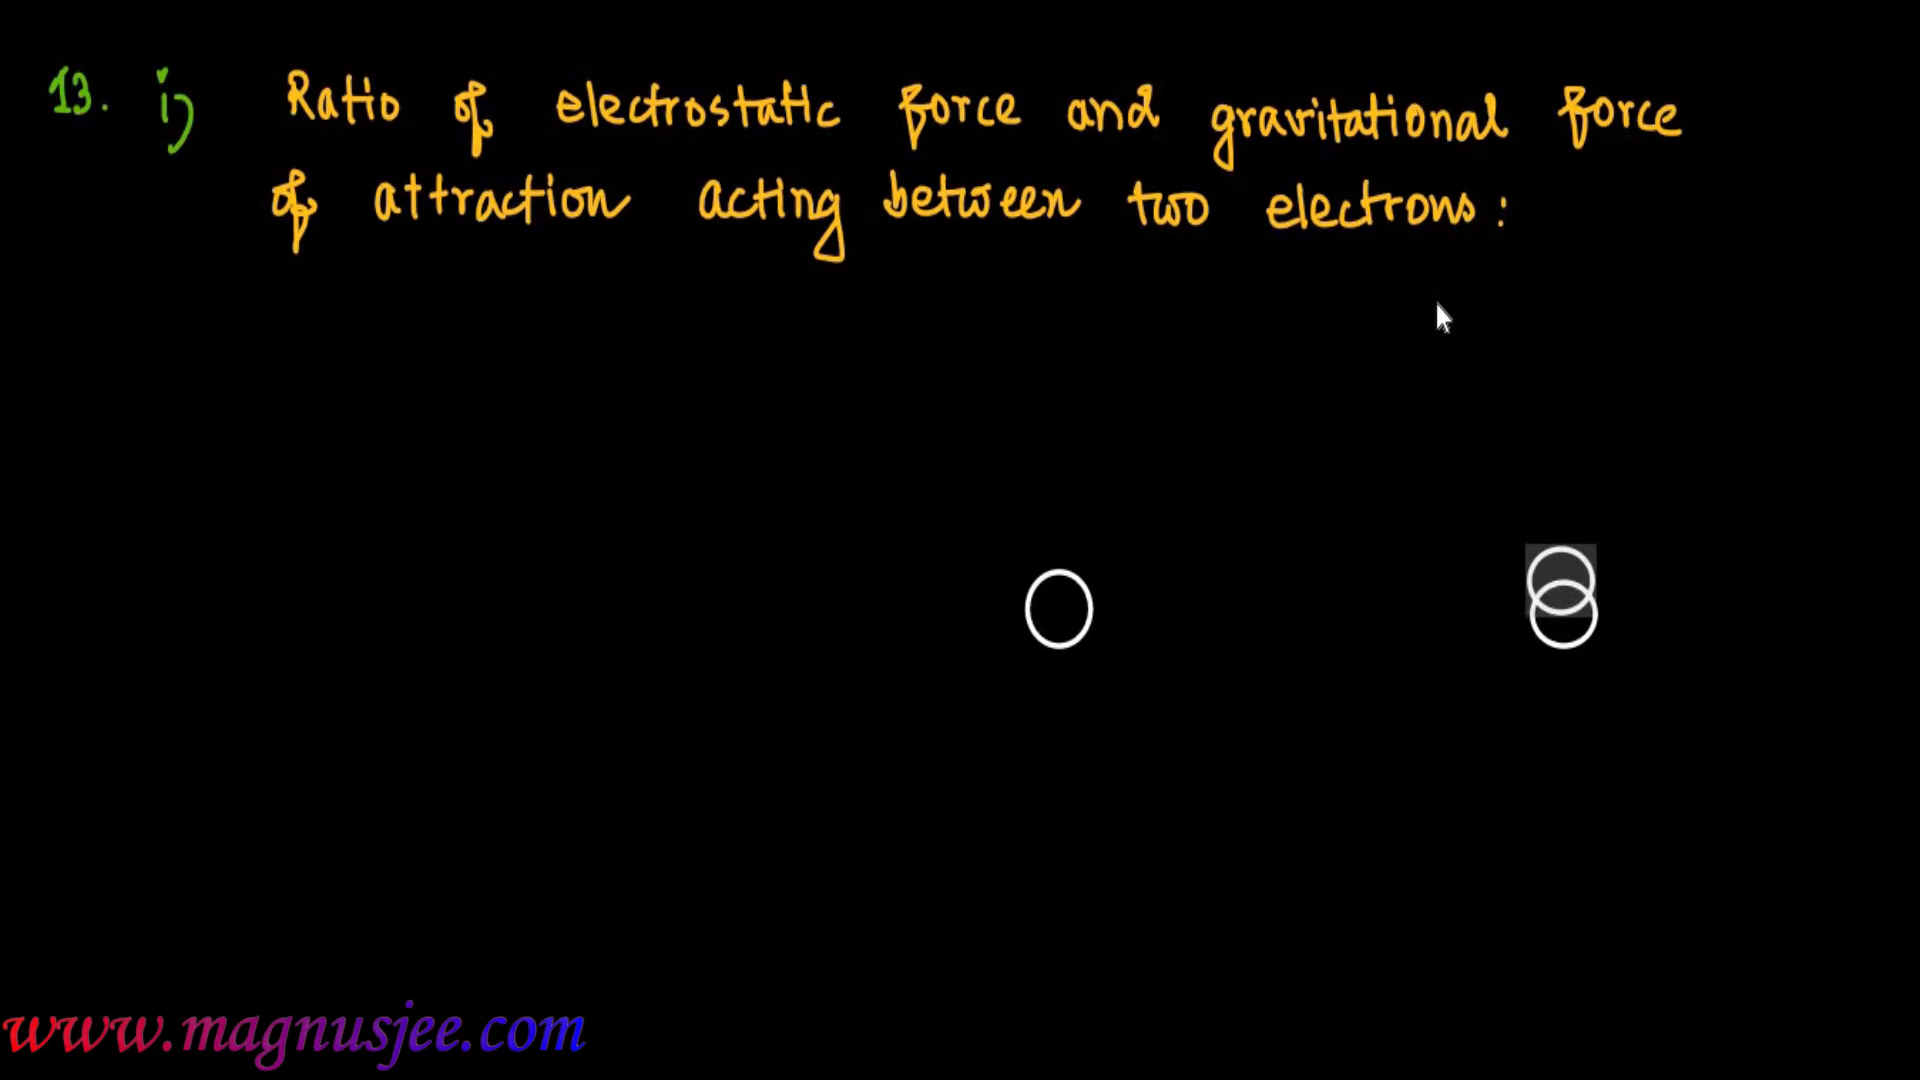 13. i) Ratio of electrostatic force and gravitational force
of attraction acting between two electrons:
www.magnusjee.com